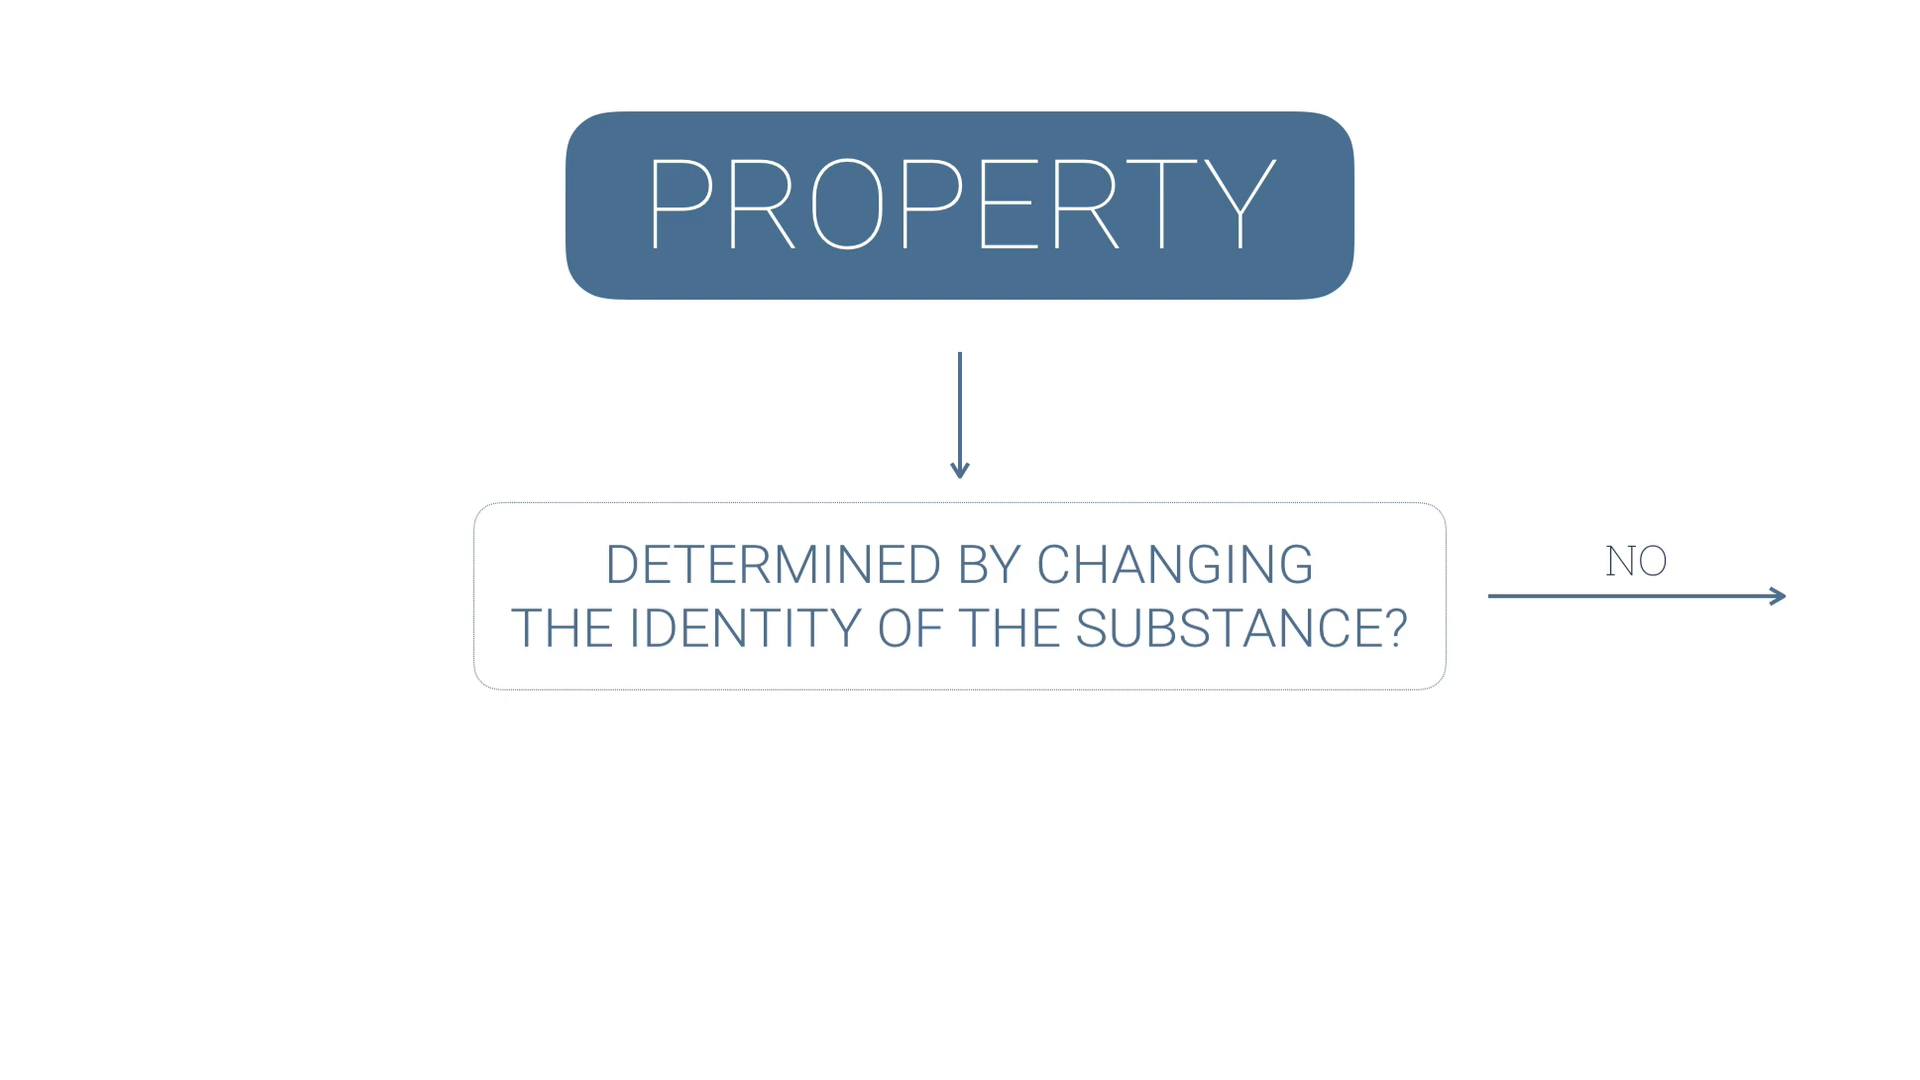 PROPERTY
DETERMINED BY CHANGING
THE IDENTITY OF THE SUBSTANCE?
NO